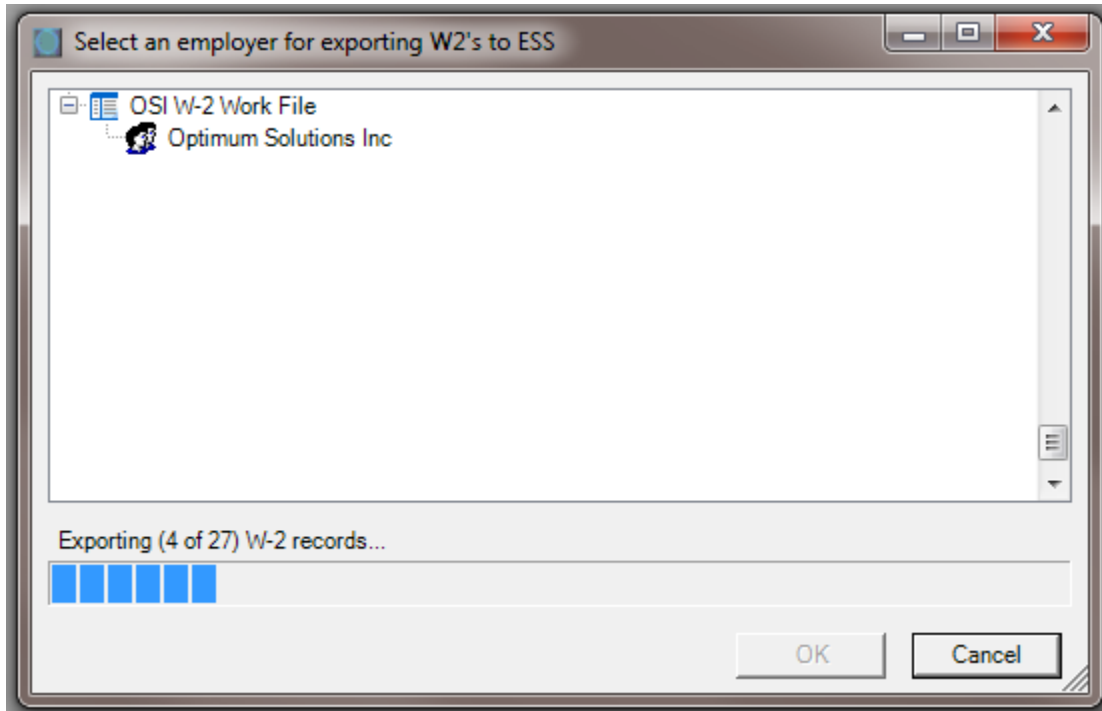 Select an employer for exporting W2's to ESS
OSI W-2 Work File
Optimum Solutions Inc
Exporting (4 of 27) W-2 records...
OK
Cancel